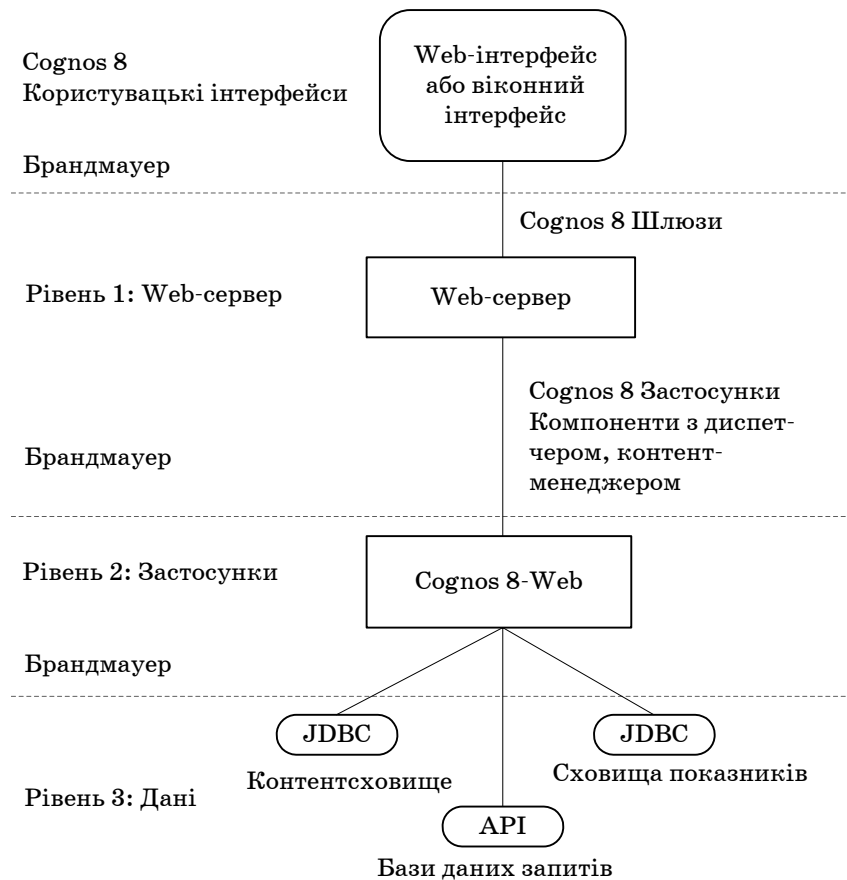 Cognos 8
Користувацькі інтерфейси
Web-інтерфейс
або віконний
інтерфейс
Брандмауер
Cognos 8 Шлюзи
Рівень 1: Web-сервер
Web-сервер
Cognos 8 Застосунки
Компоненти з диспет-
чером, контент-
менеджером
Брандмауер
Рівень 2: Застосунки
Cognos 8-Web
Брандмауер
JDBC
JDBC
Контентсховище
Сховища показників
Рівень 3: Дані
API
Бази даних запитів